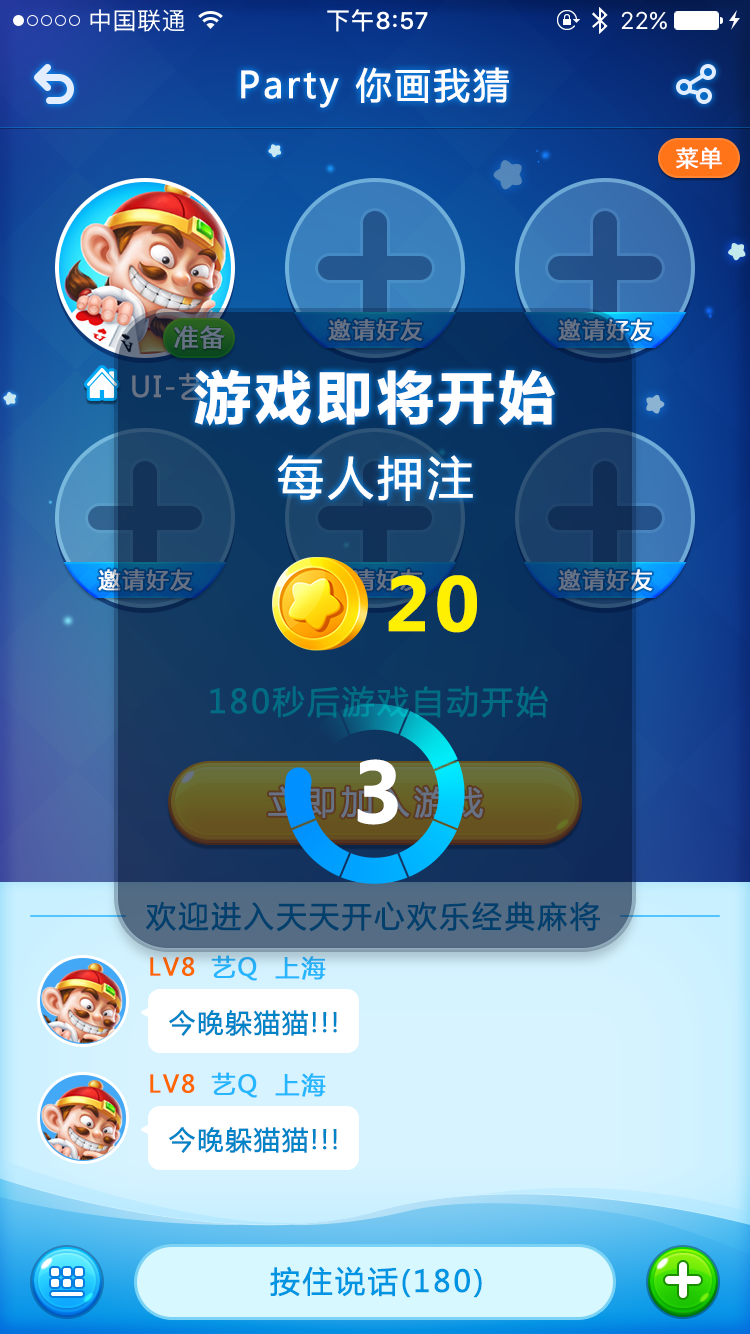 中国联通
下午8:57
22%
Party 你画我猜
菜单
邀请好友
邀请好友
准备
UI-艺
游戏即将开始
每人押注
邀请好友
请好友
邀请好友
20
180秒后游戏自动开始
立即加入游戏
3
欢迎进入天天开心欢乐经典麻将
LV8 艺Q 上海
今晚躲猫猫!!!
LV8 艺Q 上海
今晚躲猫猫!!!
按住说话(180)